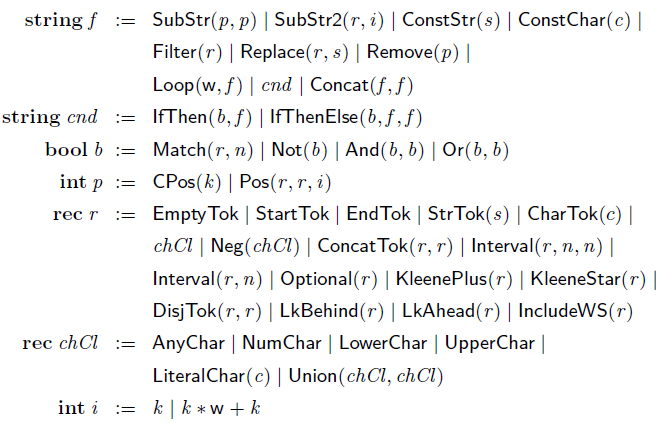 string f := SubStr(p, p) | SubStr2(r, i) | ConstStr(s) | ConstChar(c) |
Filter(r) | Replace(r, s) | Remove(p) |
Loop(w, f) | cnd | Concat(f, f)
string cnd := IfThen(b, f) | IfThenElse(b, f, f)
bool b := Match(r, n) | Not(b) | And(b, b) | Or(b, b)
int p := CPos(k) | Pos(r, r, i)
rec r := EmptyTok | StartTok | EndTok | StrTok(s) | CharTok(c) |
chCl | Neg(chCl) | ConcatTok(r, r) | Interval(r, n, n) |
Interval(r, n) | Optional(r) | KleenePlus(r) | KleeneStar(r) |
DisjTok(r, r) | LkBehind(r) | LkAhead(r) | IncludeWS(r)
rec chCl := AnyChar | NumChar | LowerChar | UpperChar |
LiteralChar(c) | Union(chCl, chCl)
int i := k | k ∗ w + k